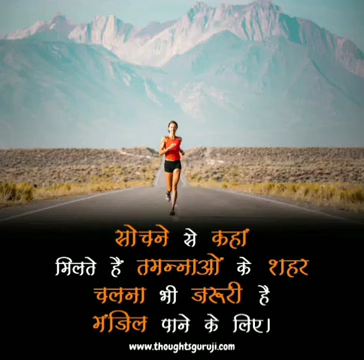 सोचने से कहां
मिलते हैं तमन्नाओं के शहर
चलना भी जरूरी है
मंजिल पाने के लिए।
www.thoughtsguruji.com